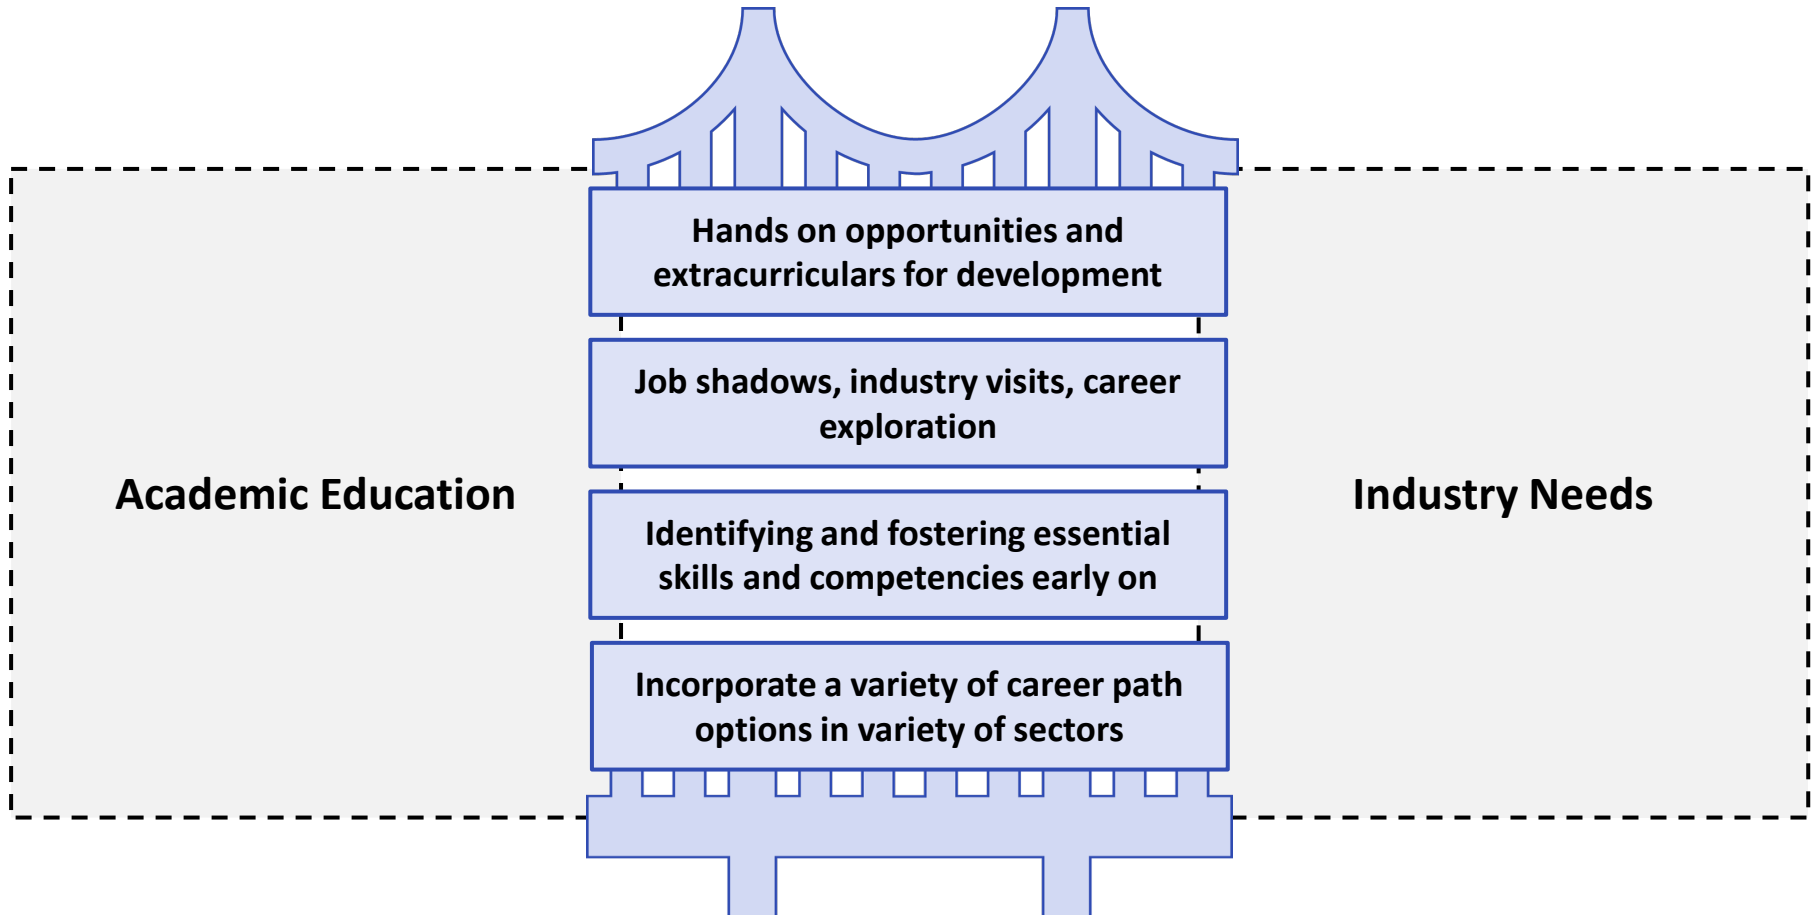 Hands on opportunities and
extracurriculars for development
Job shadows, industry visits, career
exploration
Academic Education
Industry Needs
Identifying and fostering essential
skills and competencies early on
Incorporate a variety of career path
options in variety of sectors